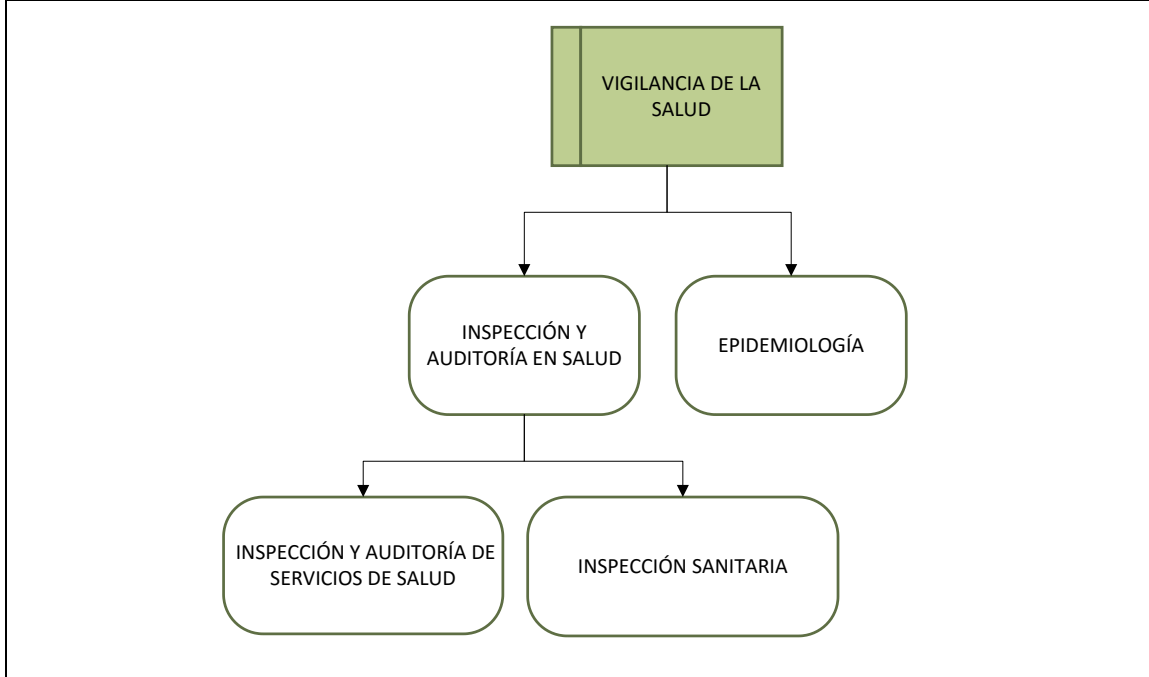 VIGILANCIA DE LA
SALUD
INSPECCIÓN Y
AUDITORÍA EN SALUD
EPIDEMIOLOGÍA
INSPECCIÓN Y AUDITORÍA DE
SERVICIOS DE SALUD
INSPECCIÓN SANITARIA